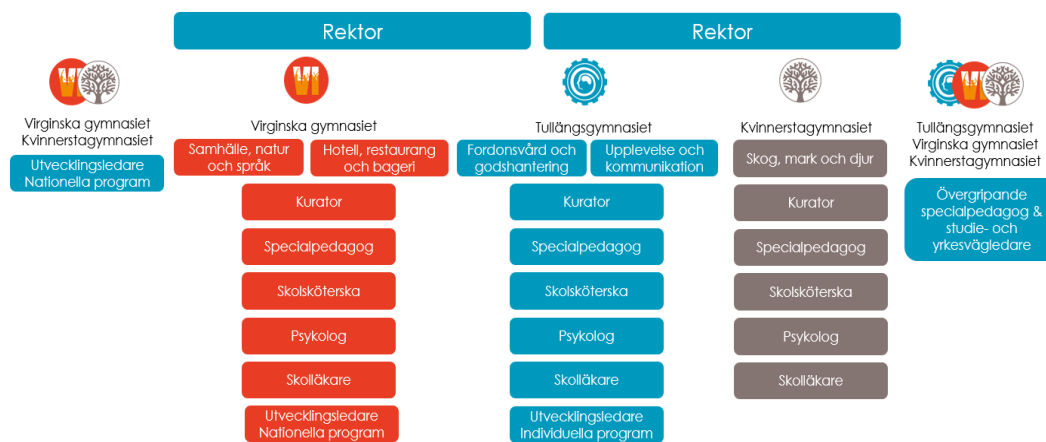 Rektor
Rektor
VI
Virginska gymnasiet
Kvinnerstagymnasiet
Utvecklingsledare
Nationella program
VI
Virginska gymnasiet
Samhälle, natur
och språk
Hotell, restaurang
och bageri
Kurator
Specialpedagog
Skolsköterska
Psykolog
Skolläkare
Utvecklingsledare
Nationella program
Tullängsgymnasiet
Fordonsvård och
godshantering
Upplevelse och
kommunikation
Kurator
Specialpedagog
Skolsköterska
Psykolog
Skolläkare
Utvecklingsledare
Individuella program
Kvinnerstagymnasiet
Skog, mark och djur
Kurator
Specialpedagog
Skolsköterska
Psykolog
Skolläkare
VI
Tullängsgymnasiet
Virginska gymnasiet
Kvinnerstagymnasiet
Övergripande
specialpedagog &
studie- och
yrkesvägledare